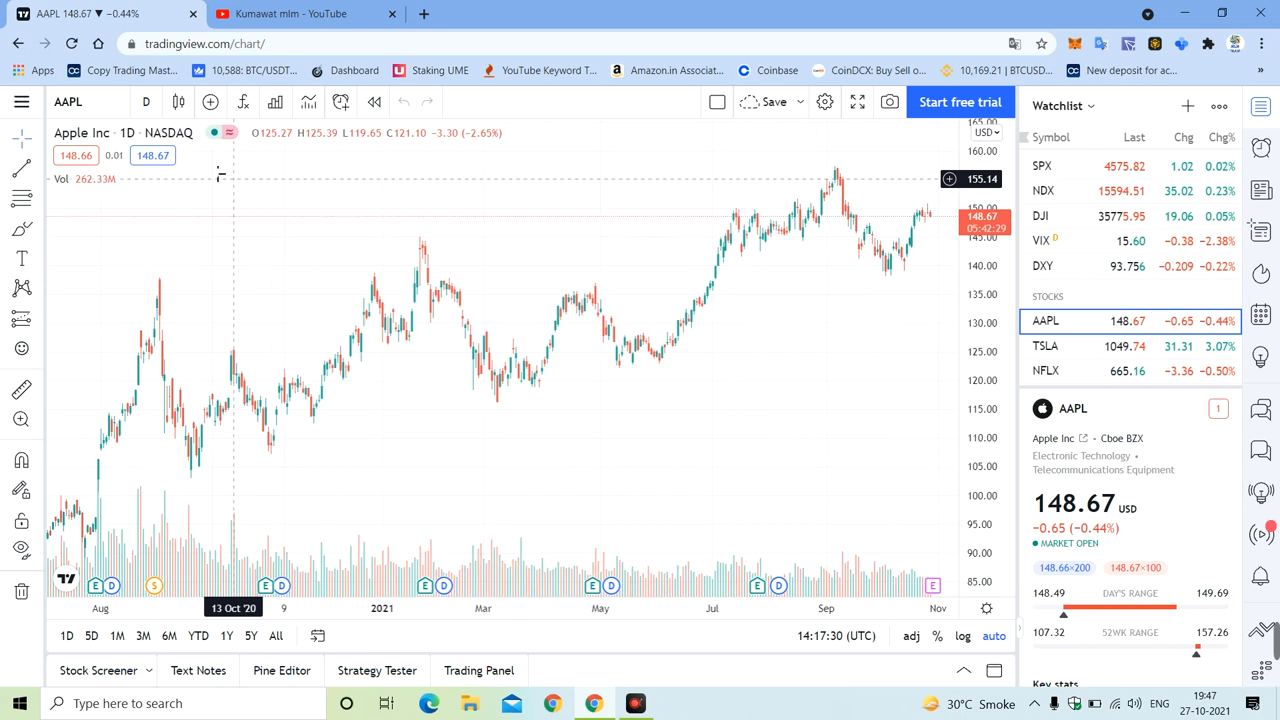 AAPL 148.67 ▼ −0.44%
Kumawat mlm - YouTube
tradingview.com/chart/
Apps
Copy Trading Mast...
10,588: BTC/USDT...
Dashboard
Staking UME
YouTube Keyword T...
Amazon.in Associat...
Coinbase
CoinDCX: Buy Sell o...
10,169.21 | BTCUSD...
New deposit for ac...
AAPL
D
Save
Start free trial
Apple Inc · 1D · NASDAQ
O125.27 H125.39 L119.65 C121.10 −3.30 (−2.65%)
148.66 0.01 148.67
Vol 262.33M
165.00
USD
160.00
155.14
150.00
148.67
05:42:29
145.00
140.00
135.00
130.00
125.00
120.00
115.00
110.00
105.00
100.00
95.00
90.00
85.00
E D S E D E D E D E D E
Aug 13 Oct '20 9 2021 Mar May Jul Sep Nov
1D 5D 1M 3M 6M YTD 1Y 5Y All
14:17:30 (UTC) adj % log auto
Stock Screener Text Notes Pine Editor Strategy Tester Trading Panel
Watchlist
Symbol Last Chg Chg%
SPX 4575.82 1.02 0.02%
NDX 15594.51 35.02 0.23%
DJI 35775.95 19.06 0.05%
VIX D 15.60 −0.38 −2.38%
DXY 93.756 −0.209 −0.22%
STOCKS
AAPL 148.67 −0.65 −0.44%
TSLA 1049.74 31.31 3.07%
NFLX 665.16 −3.36 −0.50%
AAPL 1
Apple Inc · Cboe BZX
Electronic Technology •
Telecommunications Equipment
148.67 USD
−0.65 (−0.44%)
MARKET OPEN
148.66×200 148.67×100
148.49 DAY'S RANGE 149.69
107.32 52WK RANGE 157.26
Key stats
Type here to search
30°C Smoke
ENG
19:47
27-10-2021